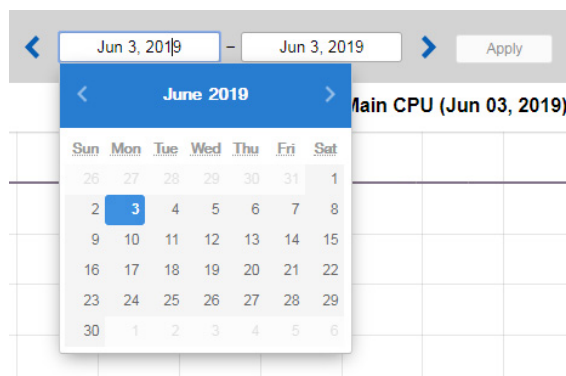 Jun 3, 2019 – Jun 3, 2019 Apply
June 2019
Main CPU (Jun 03, 2019)
Sun Mon Tue Wed Thu Fri Sat
26 27 28 29 30 31 1
2 3 4 5 6 7 8
9 10 11 12 13 14 15
16 17 18 19 20 21 22
23 24 25 26 27 28 29
30 1 2 3 4 5 6